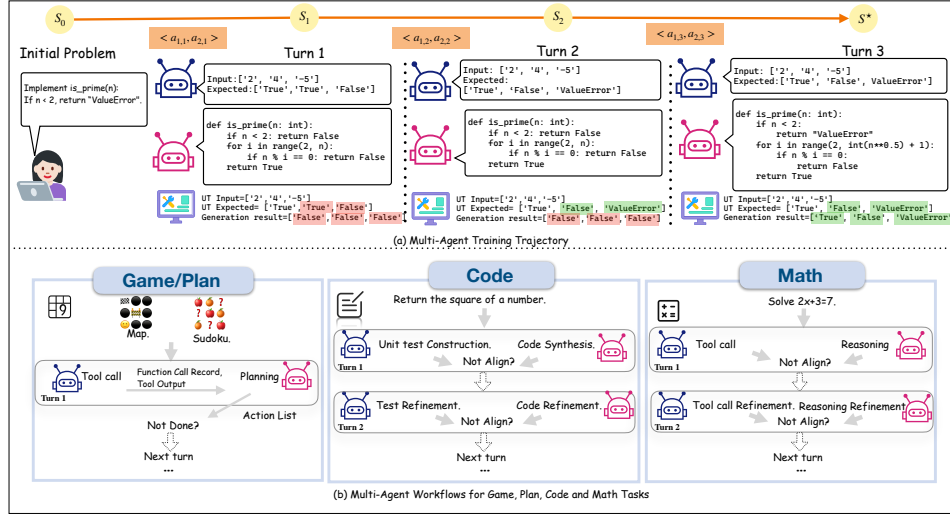 S0 S1 S2 S⋆
< a1,1, a2,1 > < a1,2, a2,2 > < a1,3, a2,3 >
Initial Problem
Turn 1
Turn 2
Turn 3
Implement is_prime(n):
If n < 2, return "ValueError".
Input:['2', '4', '-5']
Expected:['True','True', 'False']
def is_prime(n: int):
if n < 2: return False
for i in range(2, n):
if n % i == 0: return False
return True
UT Input=['2','4','-5']
UT Expected= ['True','True', 'False']
Generation result=['False','False','False']
Input: ['2', '4', '-5']
Expected:
['True', 'False', 'ValueError']
def is_prime(n: int):
if n < 2: return False
for i in range(2, n):
if n % i == 0: return False
return True
UT Input=['2','4','-5']
UT Expected= ['True', 'False', 'ValueError']
Generation result=['False', 'False', 'False']
Input: ['2', '4', '-5']
Expected:['True', 'False', ValueError']
def is_prime(n: int):
if n < 2:
return "ValueError"
for i in range(2, int(n**0.5) + 1):
if n % i == 0:
return False
return True
UT Input=['2','4','-5']
UT Expected= ['True', 'False', 'ValueError']
Generation result=['True', 'False', 'ValueError']
(a) Multi-Agent Training Trajectory
Game/Plan
9
Map.
? ? ? ?
Sudoku.
Tool call
Function Call Record,
Tool Output
Planning
Turn 1
Action List
Not Done?
Next turn
...
Code
Return the square of a number.
Unit test Construction.
Code Synthesis.
Not Align?
Turn 1
Test Refinement.
Code Refinement.
Not Align?
Turn 2
Next turn
...
Math
Solve 2x+3=7.
Tool call
Reasoning
Not Align?
Turn 1
Tool call Refinement.
Reasoning Refinement
Not Align?
Turn 2
Next turn
...
(b) Multi-Agent Workflows for Game, Plan, Code and Math Tasks